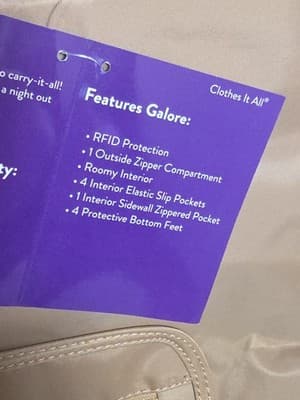 o carry-it-all!
a night out
ty:
Clothes It All®
Features Galore:
• RFID Protection
• 1 Outside Zipper Compartment
• Roomy Interior
• 4 Interior Elastic Slip Pockets
• 1 Interior Sidewall Zippered Pocket
• 4 Protective Bottom Feet